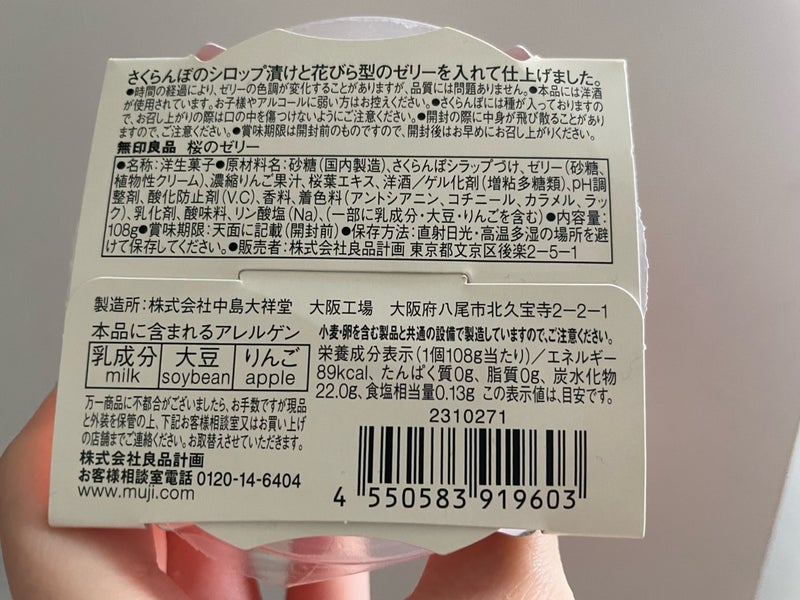 さくらんぼのシロップ漬けと花びら型のゼリーを入れて仕上げました。
●時間の経過により、ゼリーの色調が変化することがありますが、品質には問題ありません。●本品には洋酒
が使用されています。お子様やアルコールに弱い方はお控えください。●さくらんぼには種が入っておりますの
で、お召し上がりの際は口の中を傷つけないようにご注意ください。●開封の際に中身が飛び散ることがあり
ますので、ご注意ください。●賞味期限は開封前のものですので、開封後はお早めにお召し上がりください。
無印良品 桜のゼリー
●名称:洋生菓子●原材料名:砂糖(国内製造)、さくらんぼシラップづけ、ゼリー(砂糖、
植物性クリーム)、濃縮りんご果汁、桜葉エキス、洋酒/ゲル化剤(増粘多糖類)、pH調
整剤、酸化防止剤(V.C)、香料、着色料(アントシアニン、コチニール、カラメル、ラッ
ク)、乳化剤、酸味料、リン酸塩(Na)、(一部に乳成分・大豆・りんごを含む)●内容量:
108g●賞味期限:天面に記載(開封前)●保存方法:直射日光・高温多湿の場所を避
けて保存してください。●販売者:株式会社良品計画 東京都文京区後楽2-5-1
製造所:株式会社中島大祥堂 大阪工場 大阪府八尾市北久宝寺2-2-1
本品に含まれるアレルゲン
乳成分 大豆 りんご
milk soybean apple
小麦・卵を含む製品と共通の設備で製造していますので、ご注意ください。
栄養成分表示(1個108g当たり)/エネルギー
89kcal、たんぱく質0g、脂質0g、炭水化物
22.0g、食塩相当量0.13g この表示値は、目安です。
万一商品に不都合がございましたら、お手数ですが現品
と外装を保管の上、下記お客様相談室又はお買い上げ
の店舗までご連絡ください。お取替えさせていただきます。
株式会社良品計画
お客様相談室電話 0120-14-6404
www.muji.com
2310271
4 550583 919603